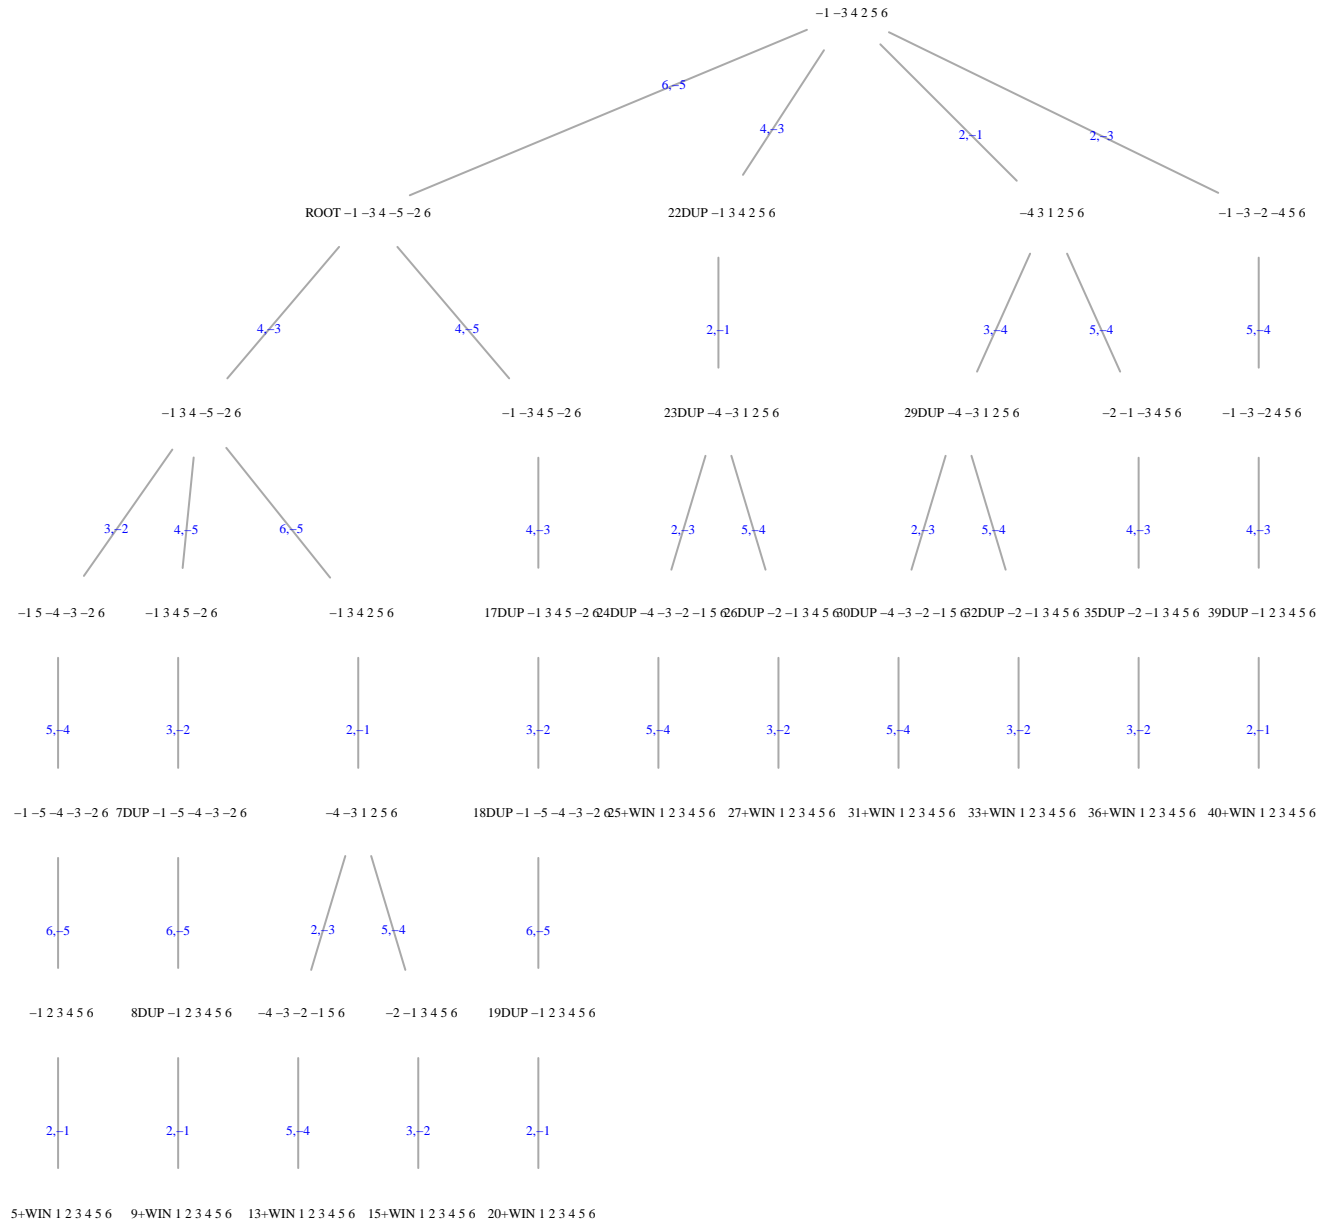 −1 −3 4 2 5 6
6,−5
4,−3
2,−1
2,−3
ROOT −1 −3 4 −5 −2 6
22DUP −1 3 4 2 5 6
−4 3 1 2 5 6
−1 −3 −2 −4 5 6
4,−3
4,−5
2,−1
3,−4
5,−4
5,−4
−1 3 4 −5 −2 6
−1 −3 4 5 −2 6
23DUP −4 −3 1 2 5 6
29DUP −4 −3 1 2 5 6
−2 −1 −3 4 5 6
−1 −3 −2 4 5 6
3,−2
4,−5
6,−5
4,−3
2,−3
5,−4
2,−3
5,−4
4,−3
4,−3
−1 5 −4 −3 −2 6
−1 3 4 5 −2 6
−1 3 4 2 5 6
17DUP −1 3 4 5 −2 6
24DUP −4 −3 −2 −1 5 6
26DUP −2 −1 3 4 5 6
30DUP −4 −3 −2 −1 5 6
32DUP −2 −1 3 4 5 6
35DUP −2 −1 3 4 5 6
39DUP −1 2 3 4 5 6
5,−4
3,−2
2,−1
3,−2
5,−4
3,−2
5,−4
3,−2
3,−2
2,−1
−1 −5 −4 −3 −2 6
7DUP −1 −5 −4 −3 −2 6
−4 −3 1 2 5 6
18DUP −1 −5 −4 −3 −2 6
25+WIN 1 2 3 4 5 6
27+WIN 1 2 3 4 5 6
31+WIN 1 2 3 4 5 6
33+WIN 1 2 3 4 5 6
36+WIN 1 2 3 4 5 6
40+WIN 1 2 3 4 5 6
6,−5
6,−5
2,−3
5,−4
6,−5
−1 2 3 4 5 6
8DUP −1 2 3 4 5 6
−4 −3 −2 −1 5 6
−2 −1 3 4 5 6
19DUP −1 2 3 4 5 6
2,−1
2,−1
5,−4
3,−2
2,−1
5+WIN 1 2 3 4 5 6
9+WIN 1 2 3 4 5 6
13+WIN 1 2 3 4 5 6
15+WIN 1 2 3 4 5 6
20+WIN 1 2 3 4 5 6